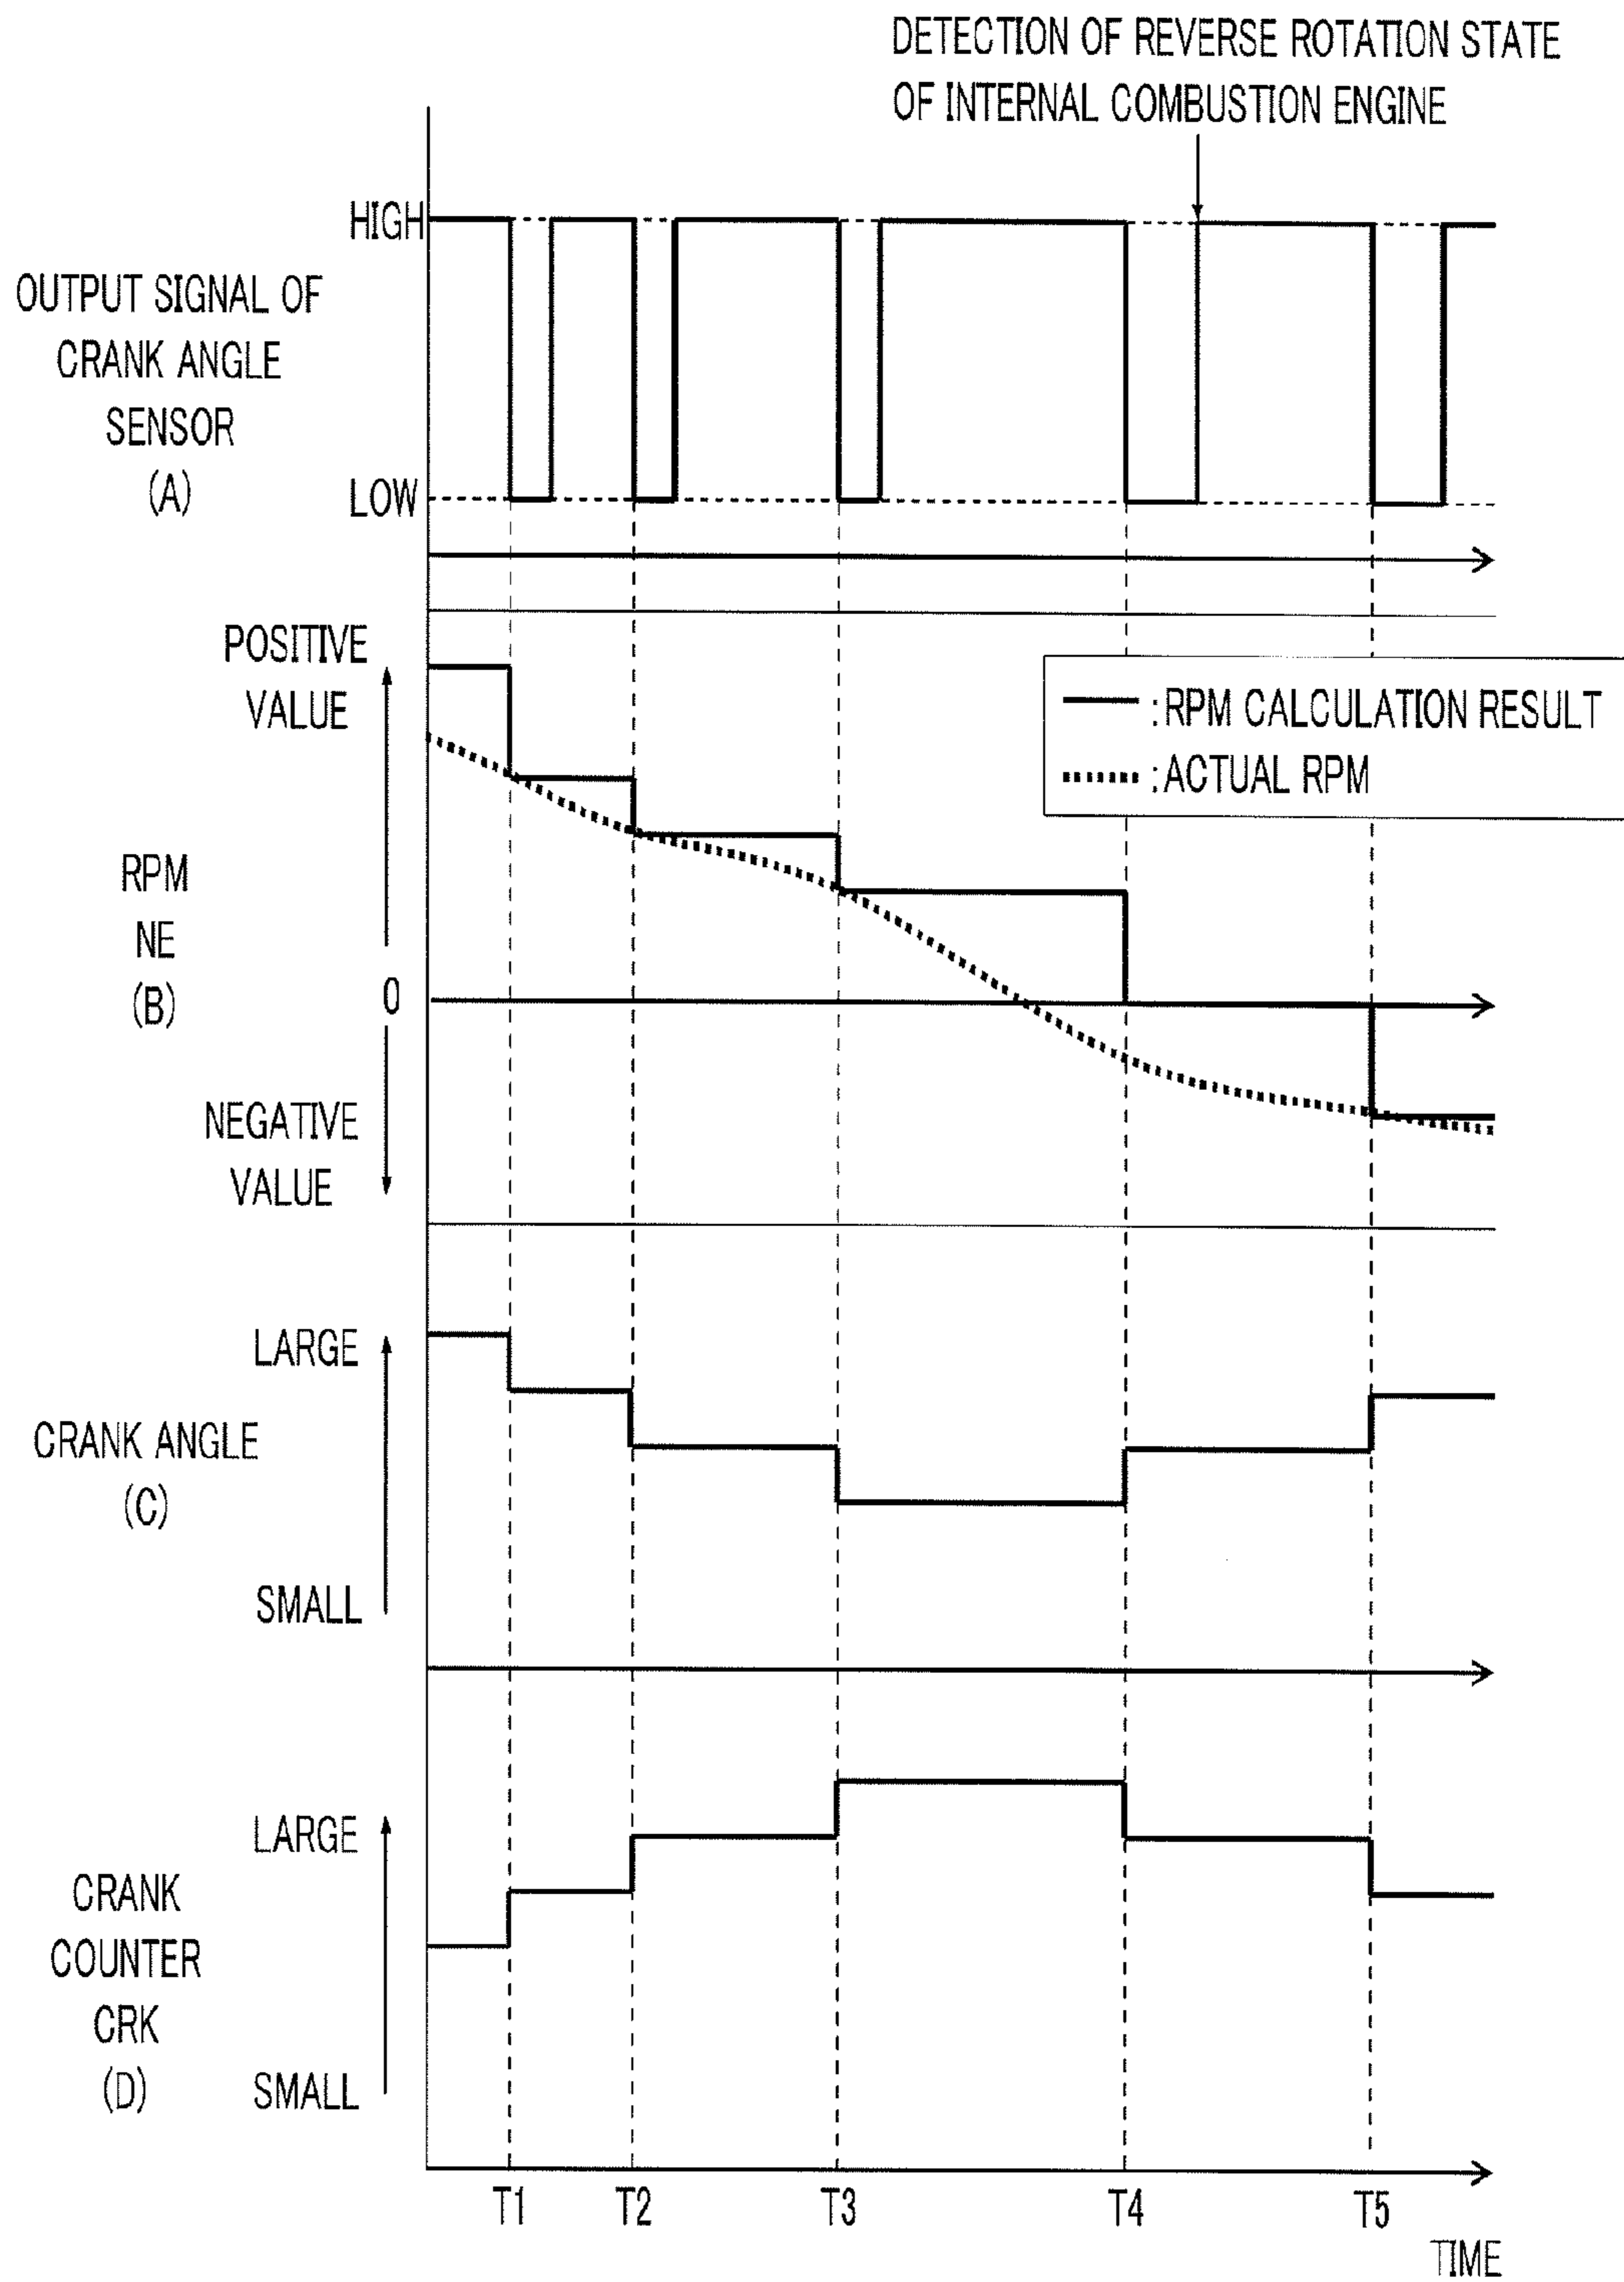 DETECTION OF REVERSE ROTATION STATE
OF INTERNAL COMBUSTION ENGINE
HIGH
OUTPUT SIGNAL OF
CRANK ANGLE
SENSOR
(A)
LOW
POSITIVE
VALUE
: RPM CALCULATION RESULT
: ACTUAL RPM
RPM
NE
(B)
0
NEGATIVE
VALUE
LARGE
CRANK ANGLE
(C)
SMALL
LARGE
CRANK
COUNTER
CRK
(D)
SMALL
T1 T2 T3 T4 T5
TIME